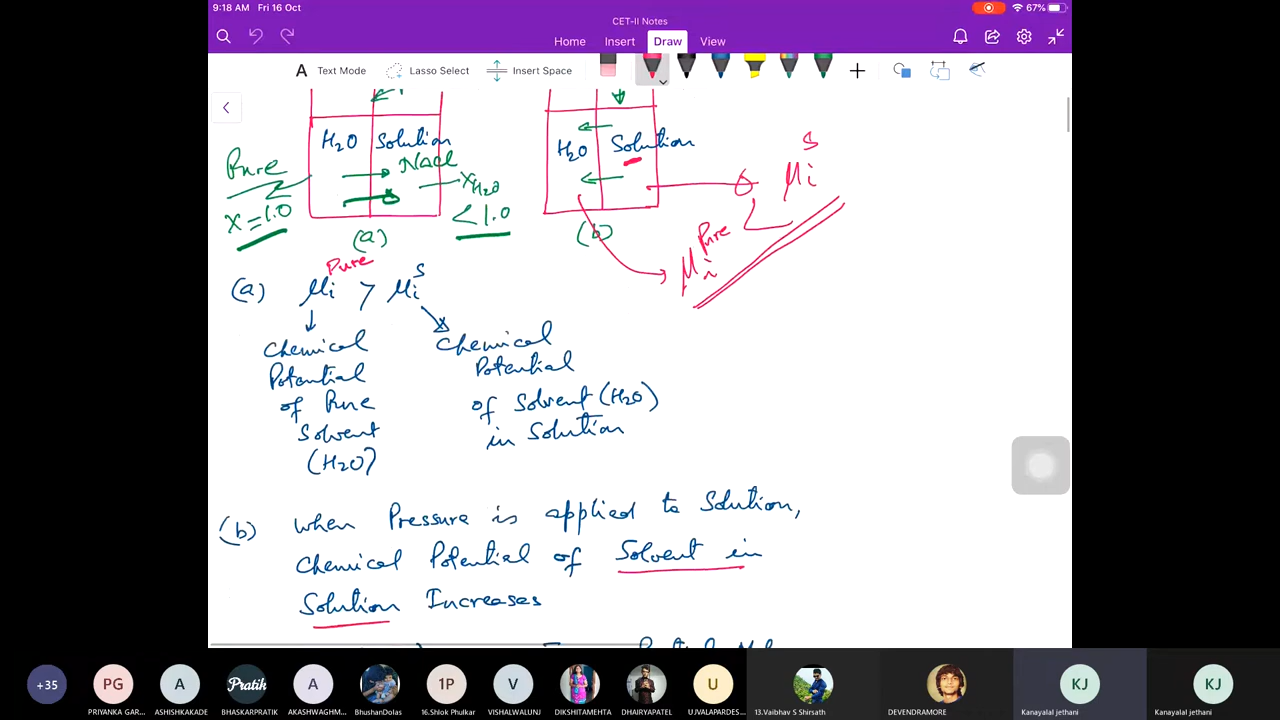 9:18 AM Fri 16 Oct
67%
CET-II Notes
Home Insert Draw View
A Text Mode Lasso Select Insert Space
H2O Solution
H2O Solution
Pure
NaCl
X=1.0
XH2O
<1.0
(a)
(b)
μi S
μi Pure
Pure
(a) μi > μi S
Chemical Potential of Pure Solvent (H2O)
Chemical Potential of Solvent (H2O) in Solution
(b) When Pressure is applied to Solution,
Chemical Potential of Solvent in
Solution Increases
+35
PG
A
Pratik
A
1P
V
U
KJ
KJ
PRIYANKA GAR...
ASHISHKAKADE
BHASKARPRATIK
AKASHWAGHM...
BhushanDolas
16.Shlok Phulkar
VISHALWALUNJ
DIKSHITAMEHTA
DHAIRYAPATEL
UJVALAPARDES...
13.Vaibhav S Shirsath
DEVENDRAMORE
Kanayalal jethani
Kanayalal jethani